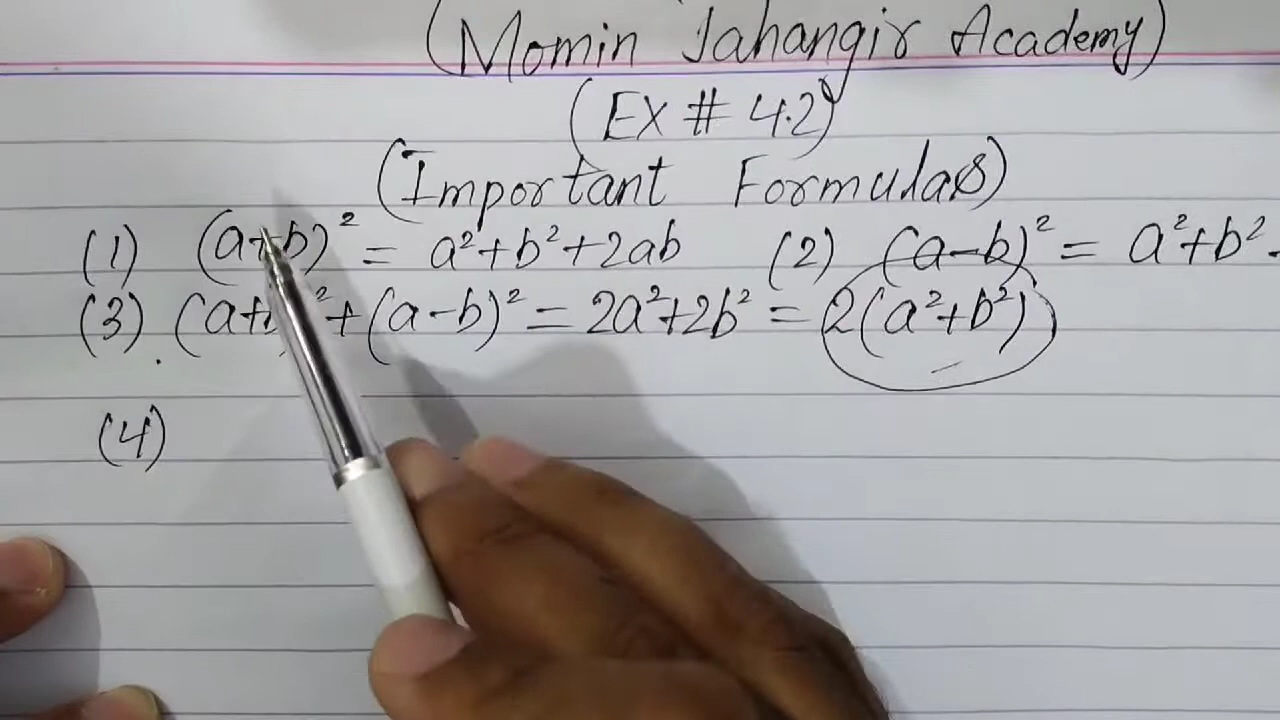 (Momin Jahangir Academy)
(EX # 4.2)
(Important Formulas)
(1) (a+b)² = a²+b²+2ab (2) (a-b)² = a²+b²-
(3) (a+b)²+(a-b)² = 2a²+2b² = 2(a²+b²)
(4)